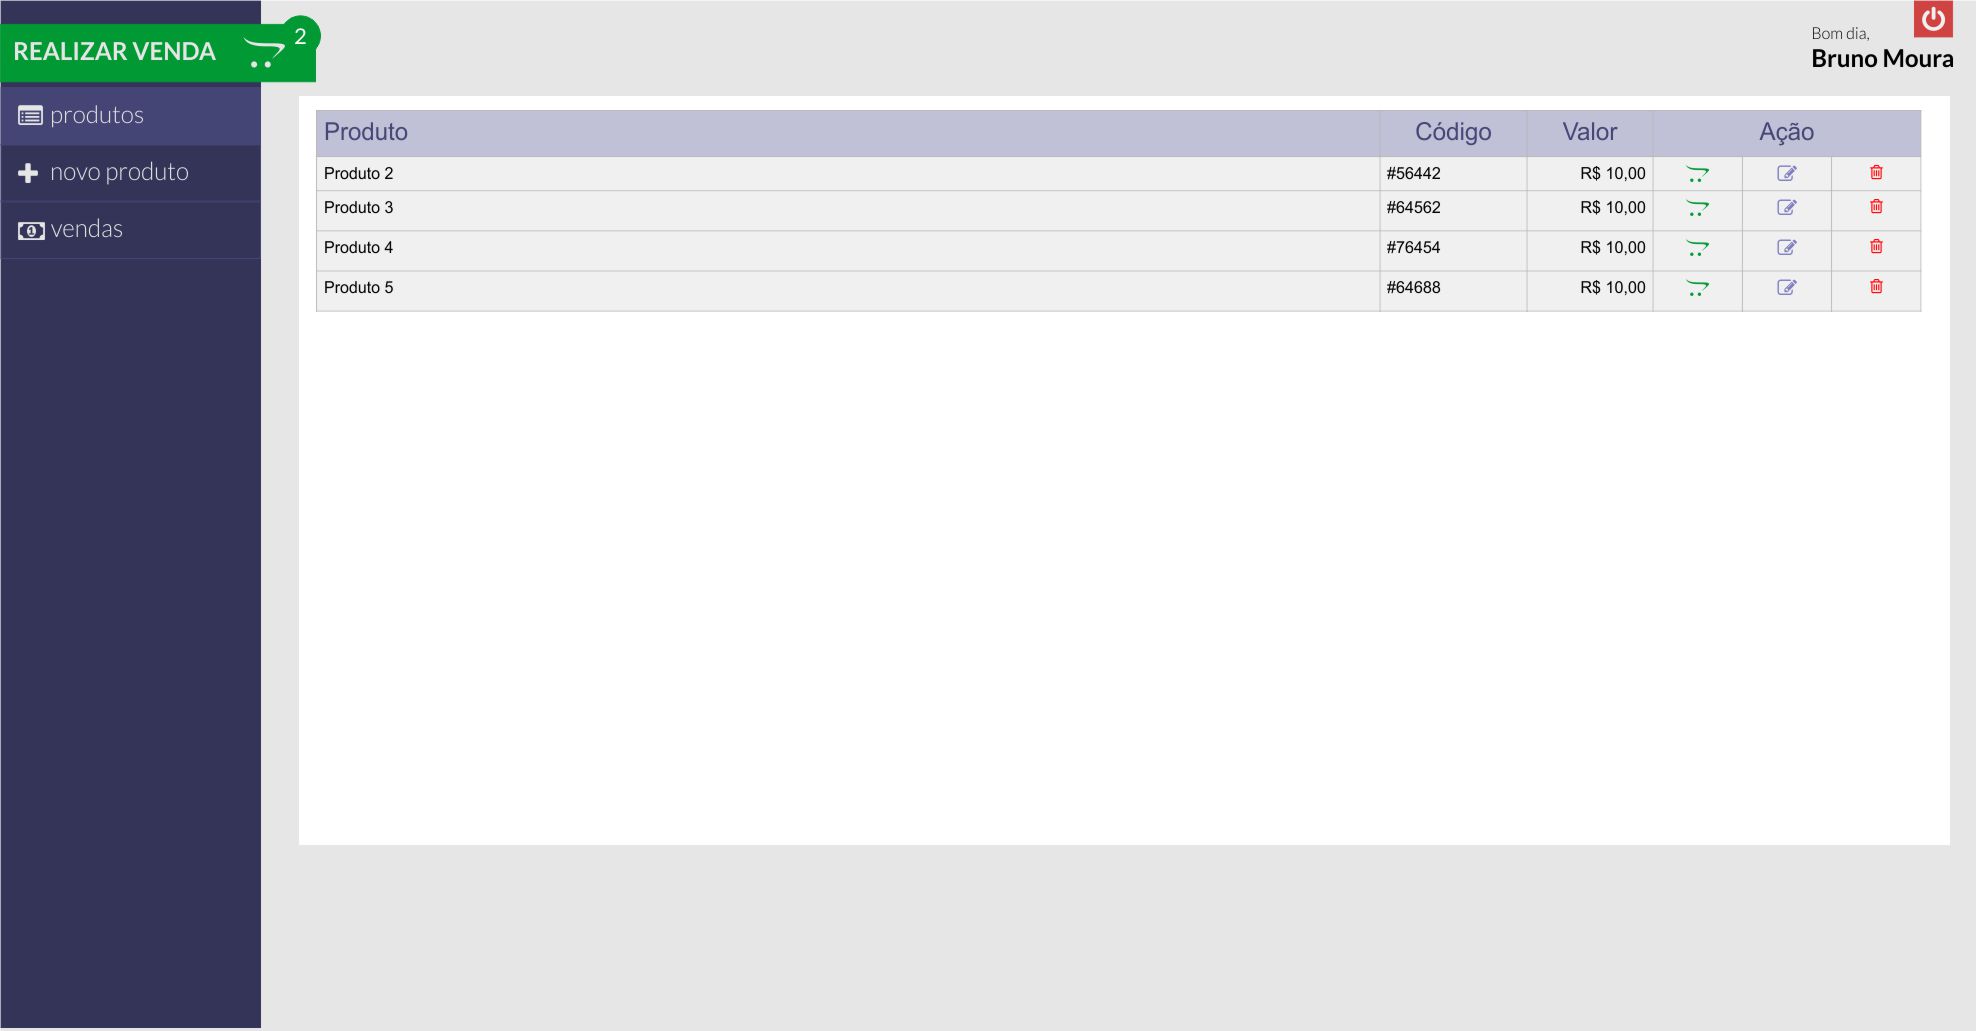 REALIZAR VENDA 2
Bom dia,
Bruno Moura
produtos
novo produto
vendas
Produto Código Valor Ação
Produto 2 #56442 R$ 10,00
Produto 3 #64562 R$ 10,00
Produto 4 #76454 R$ 10,00
Produto 5 #64688 R$ 10,00